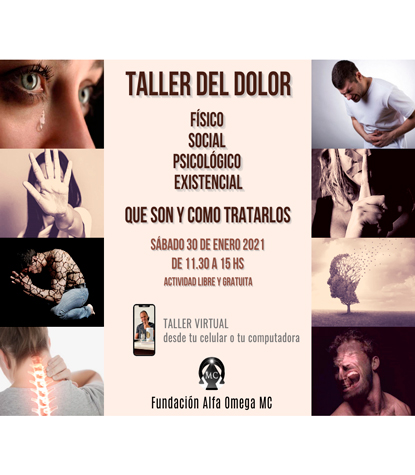 TALLER DEL DOLOR
FÍSICO
SOCIAL
PSICOLÓGICO
EXISTENCIAL
QUE SON Y COMO TRATARLOS
SÁBADO 30 DE ENERO 2021
DE 11.30 A 15 HS
ACTIVIDAD LIBRE Y GRATUITA
TALLER VIRTUAL
desde tu celular o tu computadora
MC
Fundación Alfa Omega MC